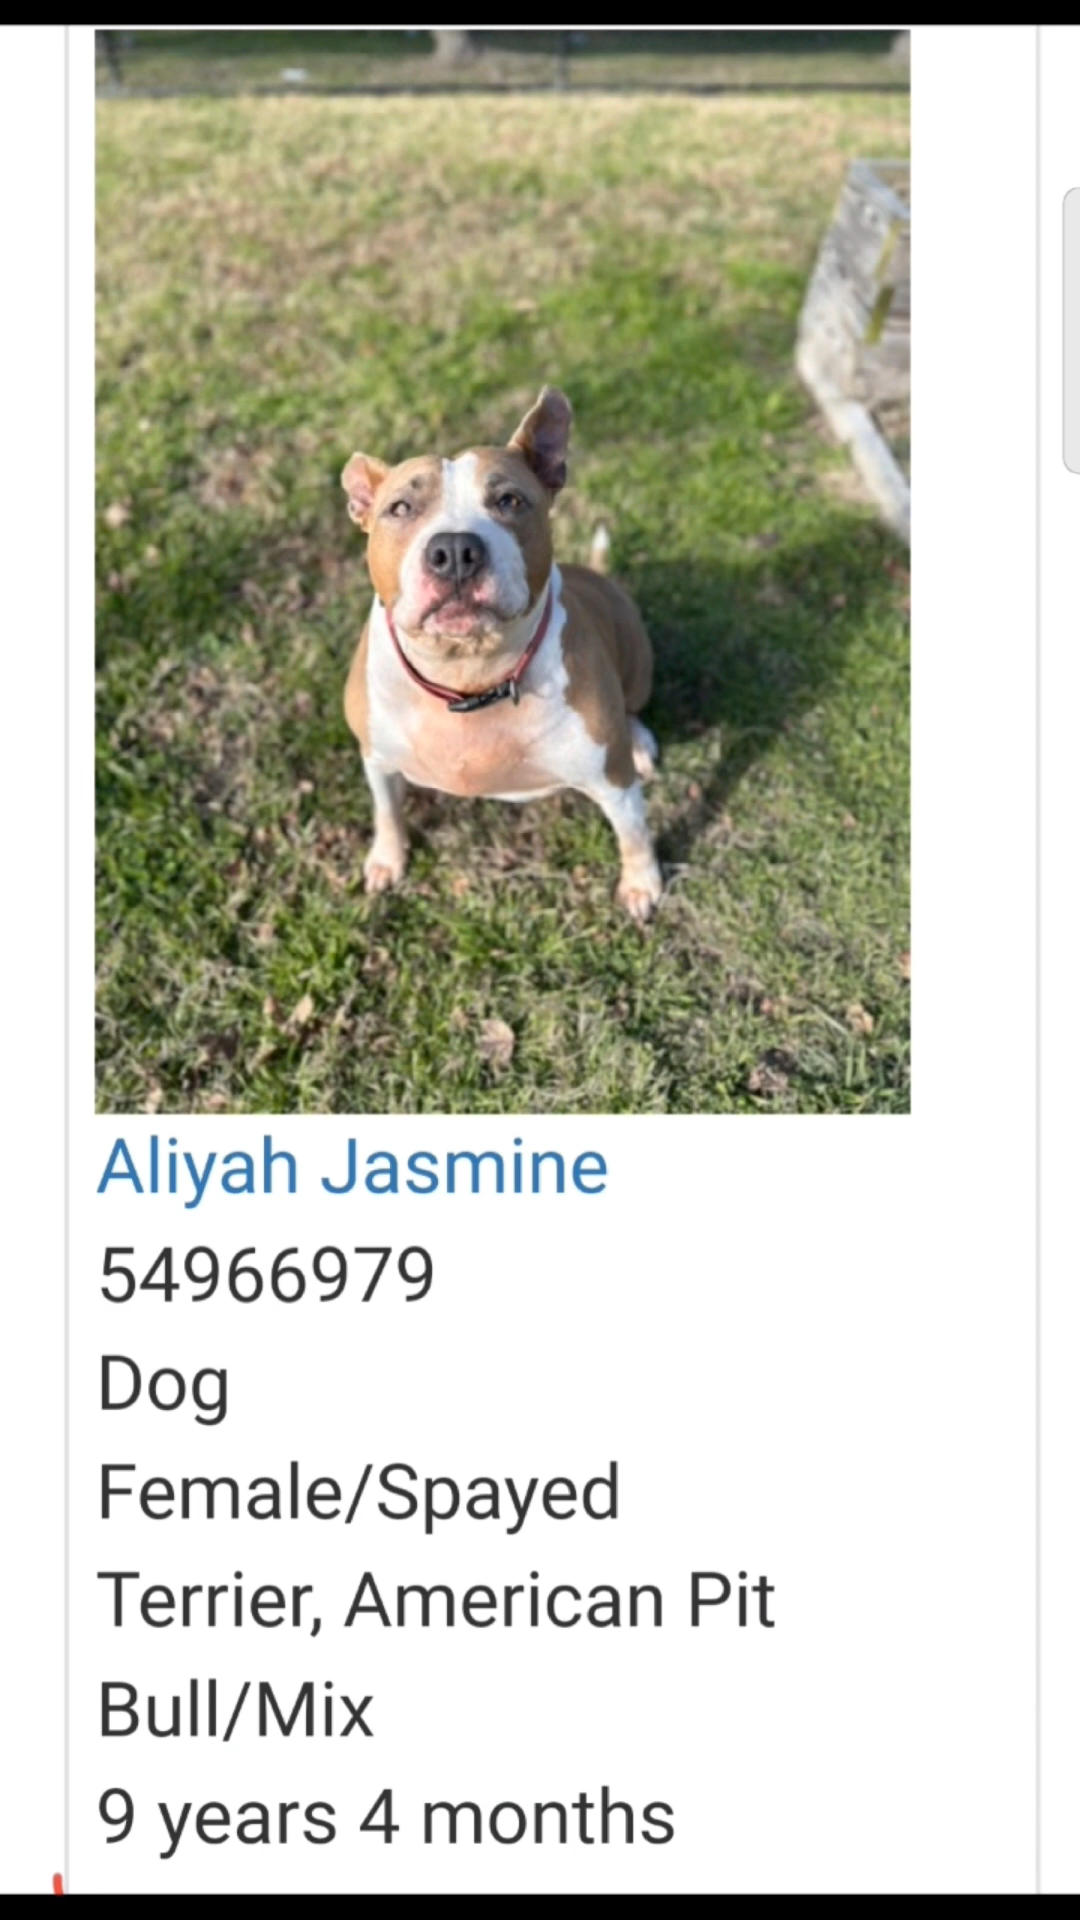 Aliyah Jasmine
54966979
Dog
Female/Spayed
Terrier, American Pit
Bull/Mix
9 years 4 months